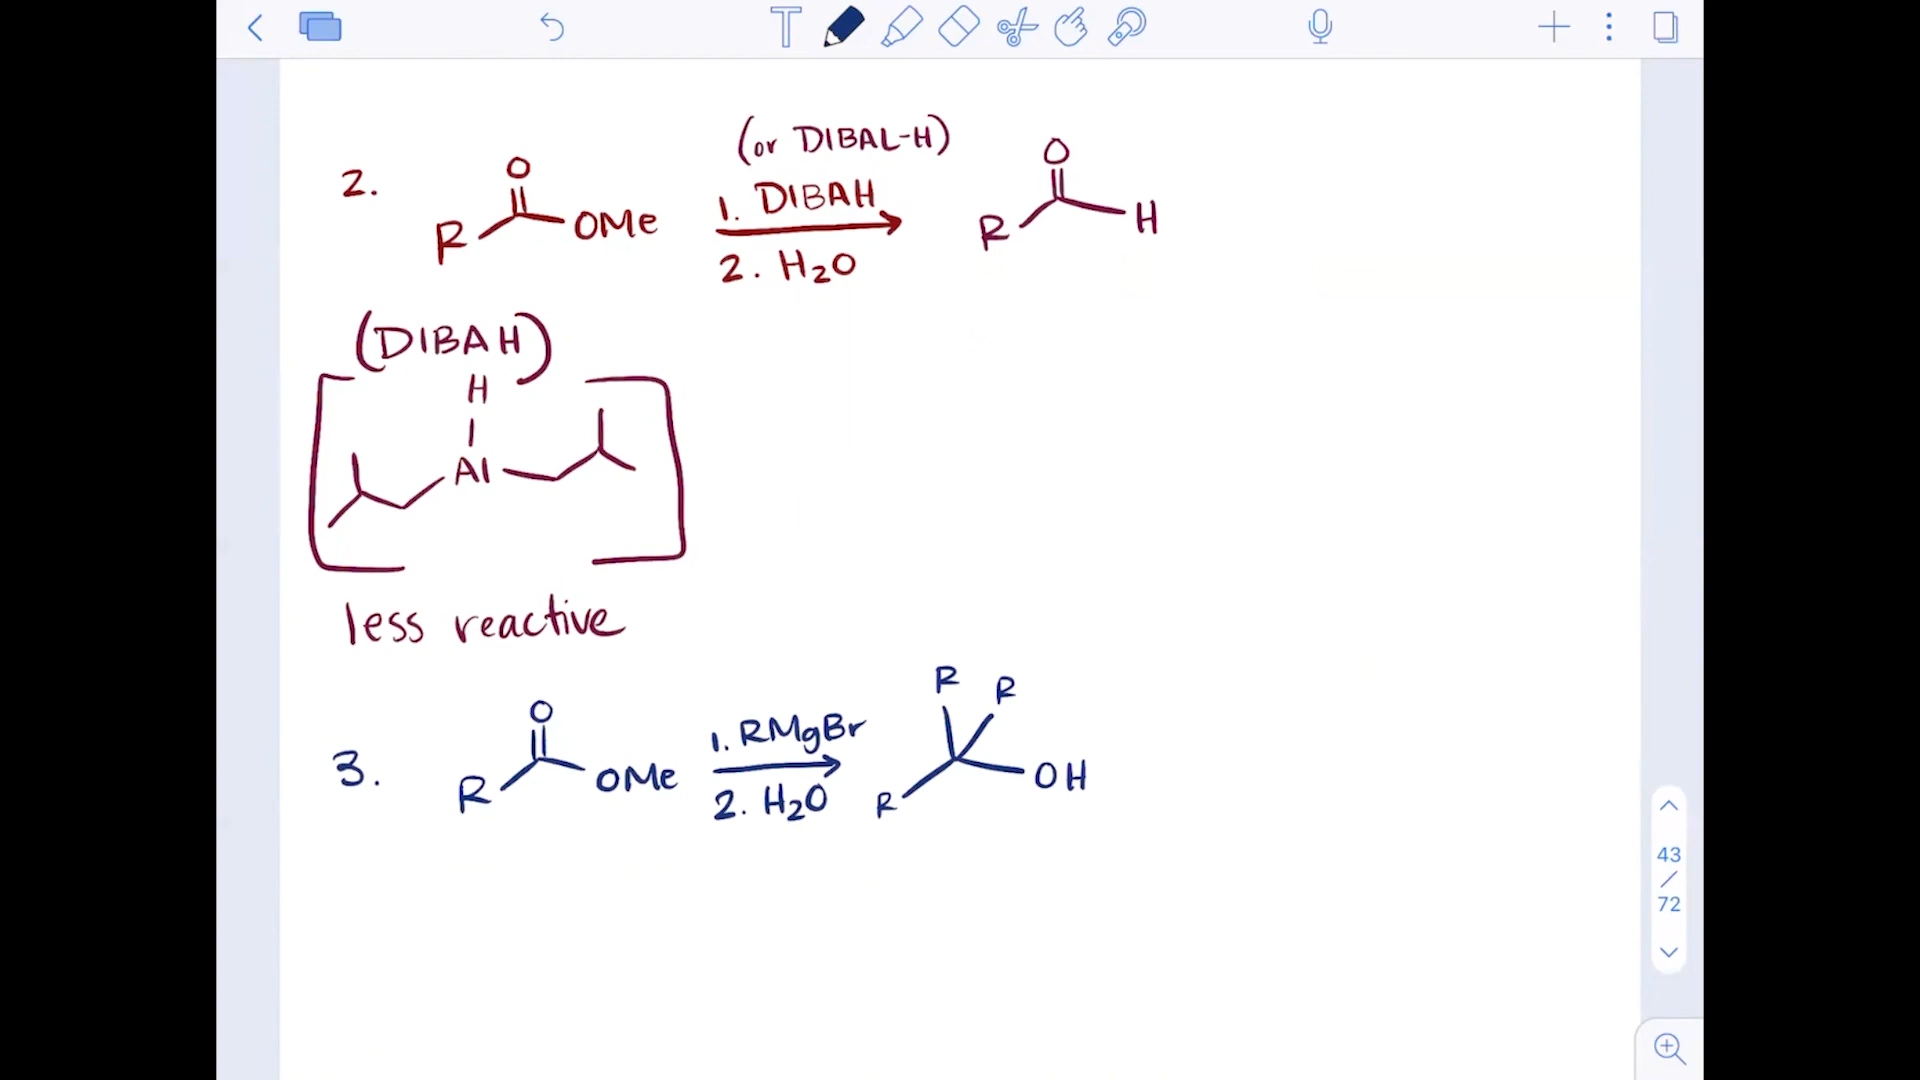 (or DIBAL-H)
2.
O
R
OMe
1. DIBAH
2. H₂O
O
R
H
(DIBAH)
H
Al
less reactive
3.
O
R
OMe
1. RMgBr
2. H₂O
R
R
R
OH
T
43
/
72